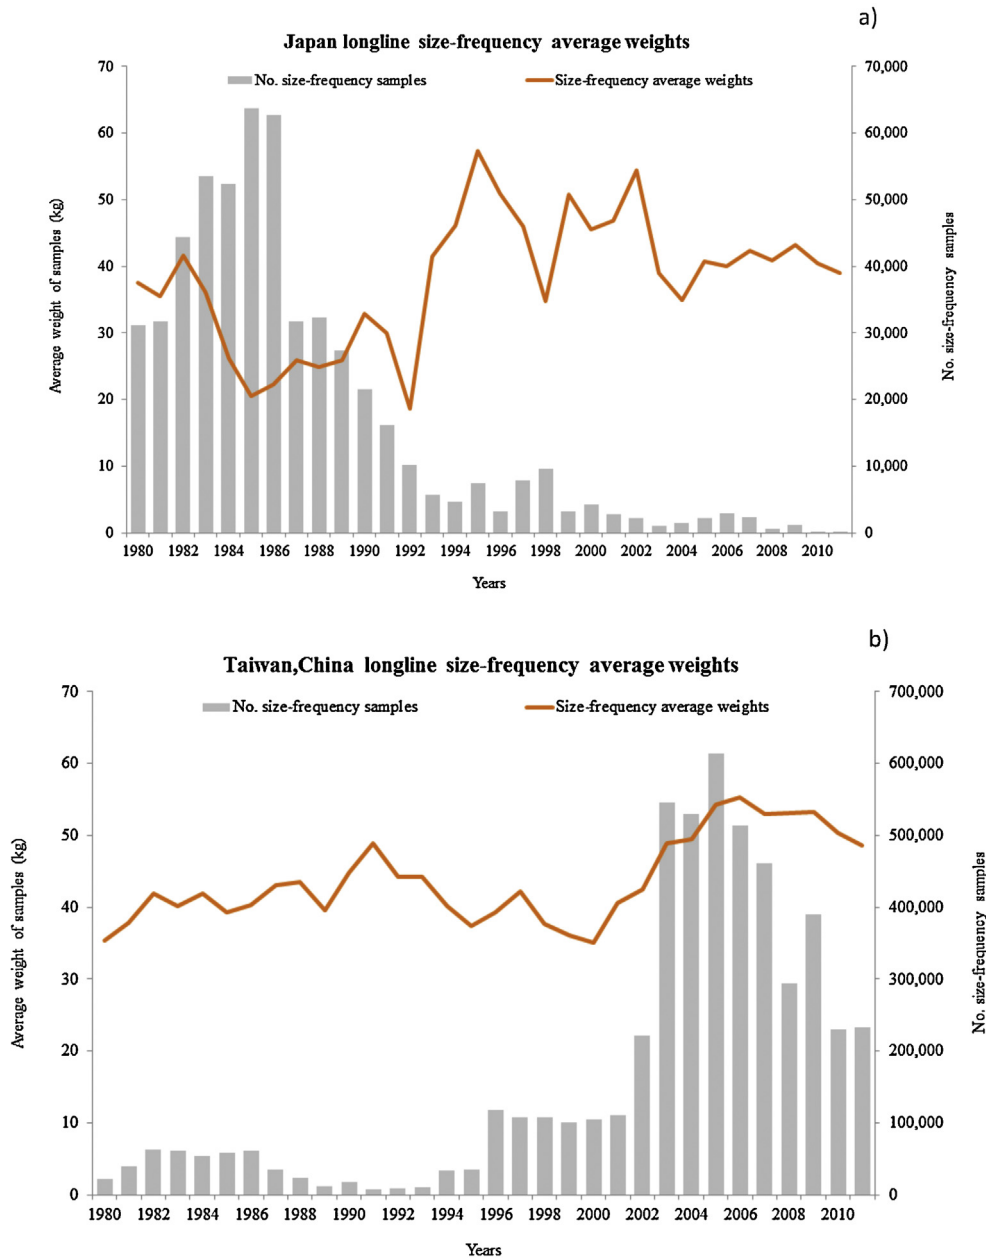 a)
Japan longline size-frequency average weights
No. size-frequency samples
Size-frequency average weights
70
60
50
40
30
20
10
0
Average weight of samples (kg)
70,000
60,000
50,000
40,000
30,000
20,000
10,000
0
No. size-frequency samples
1980 1982 1984 1986 1988 1990 1992 1994 1996 1998 2000 2002 2004 2006 2008 2010
Years
b)
Taiwan,China longline size-frequency average weights
No. size-frequency samples
Size-frequency average weights
70
60
50
40
30
20
10
0
Average weight of samples (kg)
700,000
600,000
500,000
400,000
300,000
200,000
100,000
0
No. size-frequency samples
1980 1982 1984 1986 1988 1990 1992 1994 1996 1998 2000 2002 2004 2006 2008 2010
Years